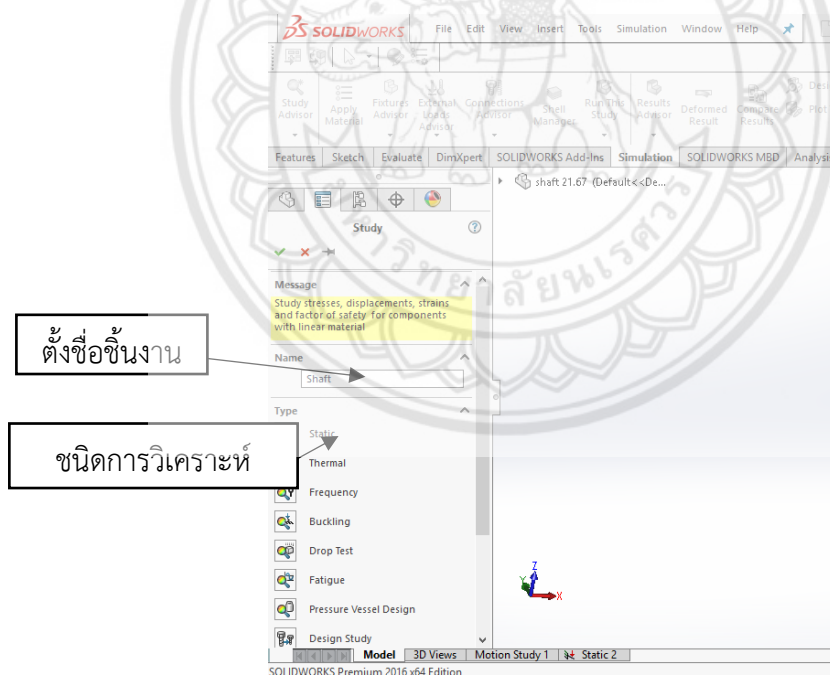 SOLIDWORKS File Edit View Insert Tools Simulation Window Help
Study Advisor
Apply Material
Fixtures Advisor
External Loads Advisor
Connections Advisor
Shell Manager
Run This Study
Results Advisor
Deformed Result
Compare Results
Features Sketch Evaluate DimXpert SOLIDWORKS Add-Ins Simulation SOLIDWORKS MBD
shaft 21.67 (Default<<De...
Study
Message
Study stresses, displacements, strains
and factor of safety for components
with linear material
ตั้งชื่อชิ้นงาน
Name
Shaft
Type
ชนิดการวิเคราะห์
Static
Thermal
Frequency
Buckling
Drop Test
Fatigue
Pressure Vessel Design
Design Study
Z
Y
X
Model 3D Views Motion Study 1 Static 2
SOLIDWORKS Premium 2016 x64 Edition